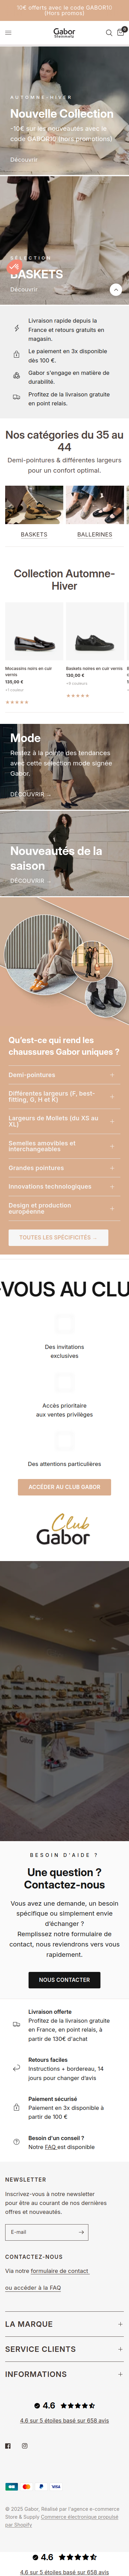 10€ offerts avec le code GABOR10!
(Hors promos)
Gabor
Shoesbully
0
AUTOMNE-HIVER
Nouvelle Collection
-10€ sur les nouveautés avec le
code GABOR10 (hors promotions)
Découvrir
SÉLECTION
BASKETS
Découvrir
Livraison rapide depuis la
France et retours gratuits en
magasin.
Le paiement en 3x disponible
dès 100 €.
Gabor s'engage en matière de
durabilité.
Profitez de la livraison gratuite
en point relais.
Nos catégories du 35 au
44
Demi-pointures & différentes largeurs
pour un confort optimal.
BASKETS
BALLERINES
Collection Automne-
Hiver
Mocassins noirs en cuir
vernis
135,00 €
+1 couleur
★★★★★
Baskets noires en cuir vernis
130,00 €
★★★★★
Mode
Restez à la pointe des tendances
avec cette sélection mode signée
Gabor.
DÉCOUVRIR →
Nouveautés de la
saison
DÉCOUVRIR →
Qu'est-ce qui rend les
chaussures Gabor uniques ?
Demi-pointures
Différentes largeurs (F, best-
fitting, G, H et K)
Largeurs de Mollets (du XS au
XL)
Semelles amovibles et
interchangeables
Grandes pointures
Innovations technologiques
Design et production
européenne
TOUTES LES SPÉCIFICITÉS →
-VOUS AU CLU
Des invitations
exclusives
Accès prioritaire
aux ventes privilèges
Des attentions particulières
ACCÉDER AU CLUB GABOR
Club
Gabor
BESOIN D'AIDE ?
Une question ?
Contactez-nous
Vous avez une demande, un besoin
spécifique ou simplement envie
d'échanger ?
Remplissez notre formulaire de
contact, nous reviendrons vers vous
rapidement.
NOUS CONTACTER
Livraison offerte
Profitez de la livraison gratuite
en France, en point relais, à
partir de 130€ d'achat
Retours faciles
Instructions + bordereau, 14
jours pour changer d'avis
Paiement sécurisé
Paiement en 3x disponible à
partir de 100 €
Besoin d'un conseil ?
Notre FAQ est disponible
NEWSLETTER
Inscrivez-vous à notre newsletter
pour être au courant de nos dernières
offres et nouveautés.
E-mail
CONTACTEZ-NOUS
Via notre formulaire de contact
ou accéder à la FAQ
LA MARQUE
SERVICE CLIENTS
INFORMATIONS
4.6 ★★★★★
4.6 sur 5 étoiles basé sur 658 avis
VISA
© 2025 Gabor, Réalisé par l'agence e-commerce
Store & Supply Commerce électronique propulsé
par Shopify
4.6 ★★★★★
4.6 sur 5 étoiles basé sur 658 avis